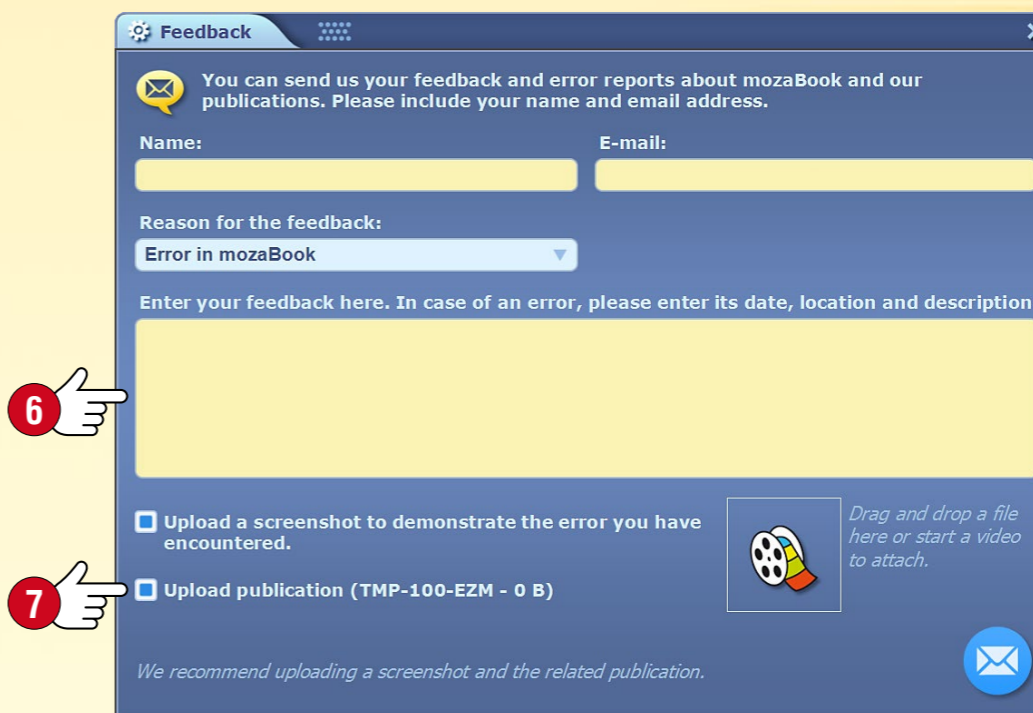 Feedback
You can send us your feedback and error reports about mozaBook and our
publications. Please include your name and email address.
Name:
E-mail:
Reason for the feedback:
Error in mozaBook
Enter your feedback here. In case of an error, please enter its date, location and description
6
Upload a screenshot to demonstrate the error you have
encountered.
Drag and drop a file
here or start a video
to attach.
7
Upload publication (TMP-100-EZM - 0 B)
We recommend uploading a screenshot and the related publication.